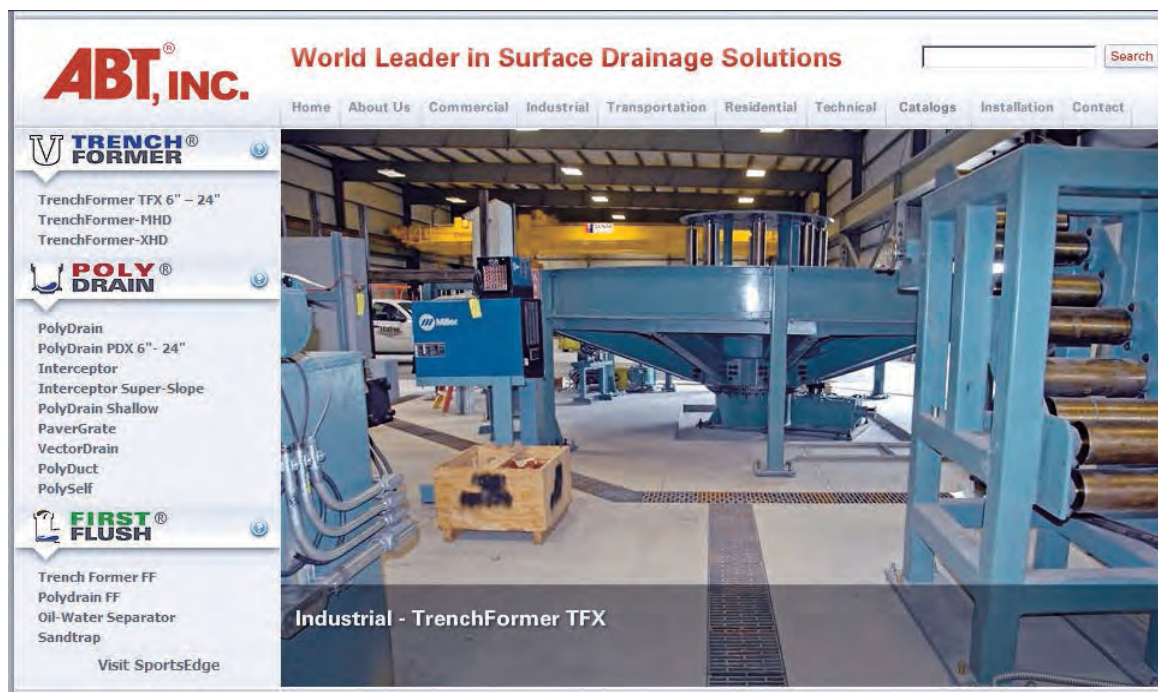 ABT, INC.®
World Leader in Surface Drainage Solutions
Search
Home About Us Commercial Industrial Transportation Residential Technical Catalogs Installation Contact
TRENCH®
FORMER
TrenchFormer TFX 6" – 24"
TrenchFormer-MHD
TrenchFormer-XHD
POLY®
DRAIN
PolyDrain
PolyDrain PDX 6"- 24"
Interceptor
Interceptor Super-Slope
PolyDrain Shallow
PaverGrate
VectorDrain
PolyDuct
PolySelf
FIRST®
FLUSH
Trench Former FF
Polydrain FF
Oil-Water Separator
Sandtrap
Visit SportsEdge
Miller
Industrial - TrenchFormer TFX